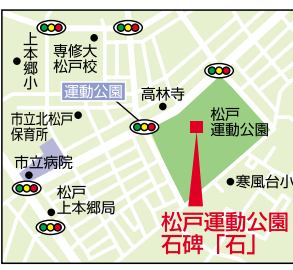 上本郷小
専修大
松戸校
運動公園
高林寺
松戸
運動公園
市立北松戸
保育所
市立病院
松戸
上本郷局
寒風台小
松戸運動公園
石碑「石」